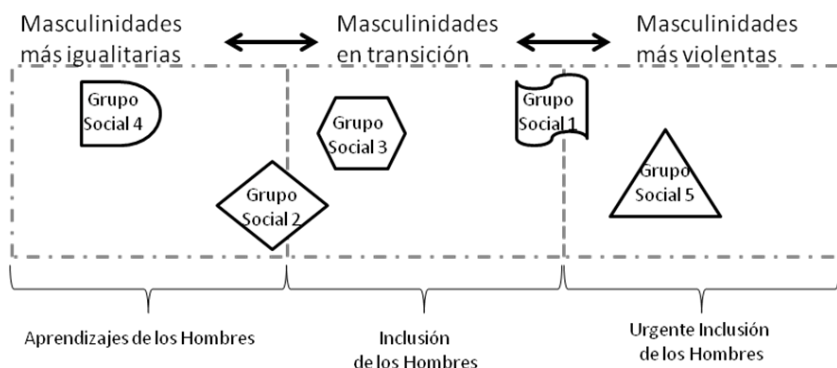 Masculinidades
más igualitarias
Masculinidades
en transición
Masculinidades
más violentas
Grupo
Social 4
Grupo
Social 2
Grupo
Social 3
Grupo
Social 1
Grupo
Social 5
Aprendizajes de los Hombres
Inclusión
de los Hombres
Urgente Inclusión
de los Hombres